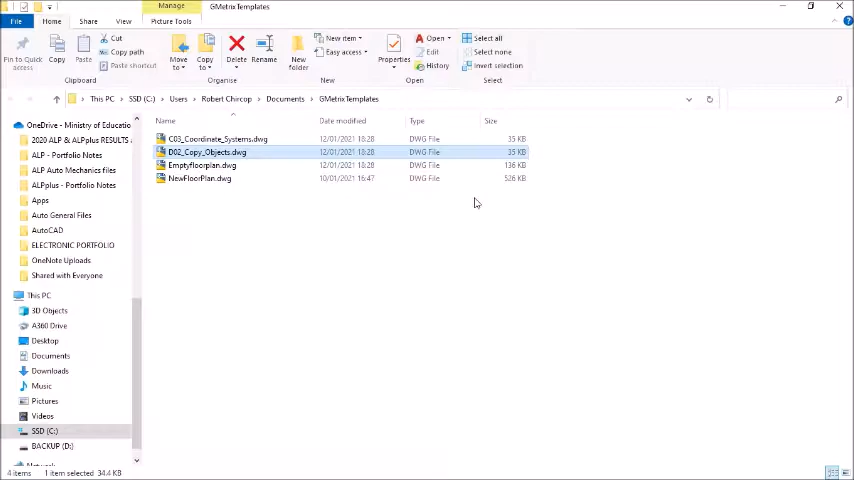 Manage
GMetrixTemplates
File
Home
Share
View
Picture Tools
Pin to Quick access
Copy
Paste
Cut
Copy path
Paste shortcut
Clipboard
Move to
Copy to
Delete
Rename
Organise
New folder
New item
Easy access
New
Properties
Open
Edit
History
Open
Select all
Select none
Invert selection
Select
This PC
SSD (C:)
Users
Robert Chircop
Documents
GMetrixTemplates
Name
Date modified
Type
Size
C03_Coordinate_Systems.dwg 12/01/2021 18:28 DWG File 35 KB
D02_Copy_Objects.dwg 12/01/2021 18:28 DWG File 35 KB
Emptyfloorplan.dwg 12/01/2021 18:28 DWG File 136 KB
NewFloorPlan.dwg 10/01/2021 16:47 DWG File 526 KB
OneDrive - Ministry of Educatio
2020 ALP & ALPplus RESULTS
ALP - Portfolio Notes
ALP Auto Mechanics files
ALPplus - Portfolio Notes
Apps
Auto General Files
AutoCAD
ELECTRONIC PORTFOLIO
OneNote Uploads
Shared with Everyone
This PC
3D Objects
A360 Drive
Desktop
Documents
Downloads
Music
Pictures
Videos
SSD (C:)
BACKUP (D:)
4 items
1 item selected 34.4 KB